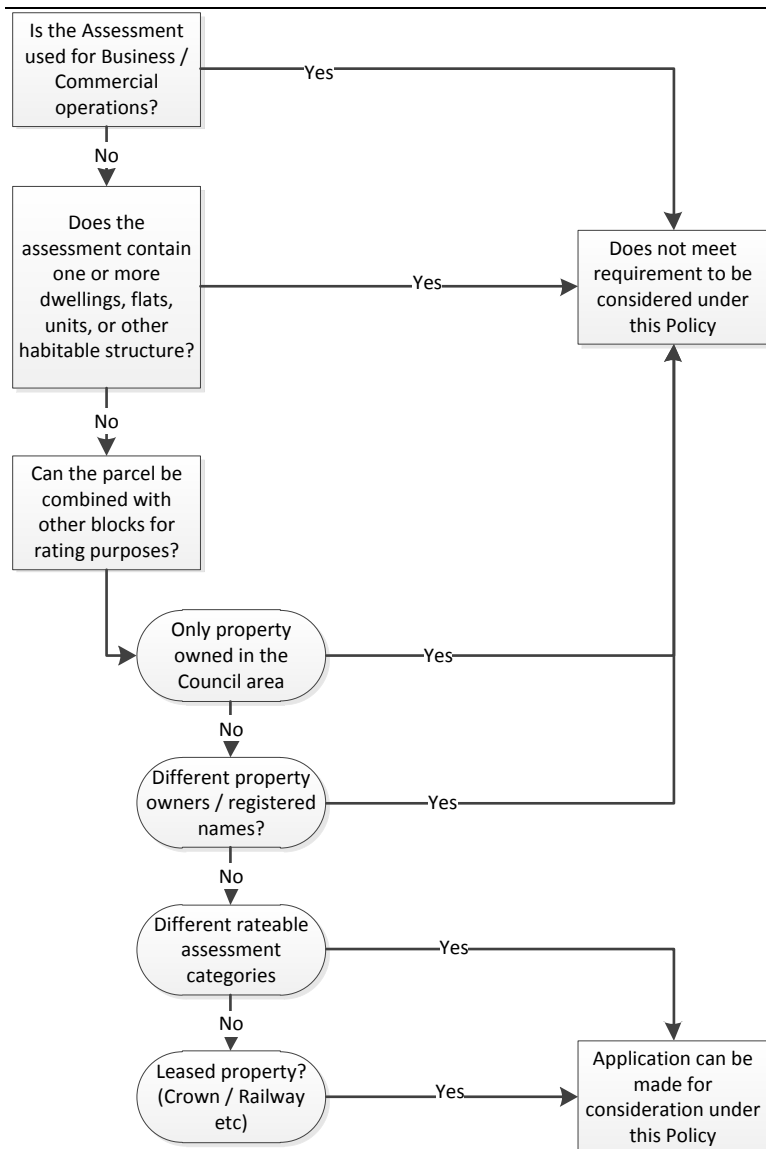 Is the Assessment
used for Business /
Commercial
operations?
Yes
No
Does the
assessment contain
one or more
dwellings, flats,
units, or other
habitable structure?
Yes
Does not meet
requirement to be
considered under
this Policy
No
Can the parcel be
combined with
other blocks for
rating purposes?
Only property
owned in the
Council area
Yes
No
Different property
owners / registered
names?
Yes
No
Different rateable
assessment
categories
Yes
No
Leased property?
(Crown / Railway
etc)
Yes
Application can be
made for
consideration under
this Policy